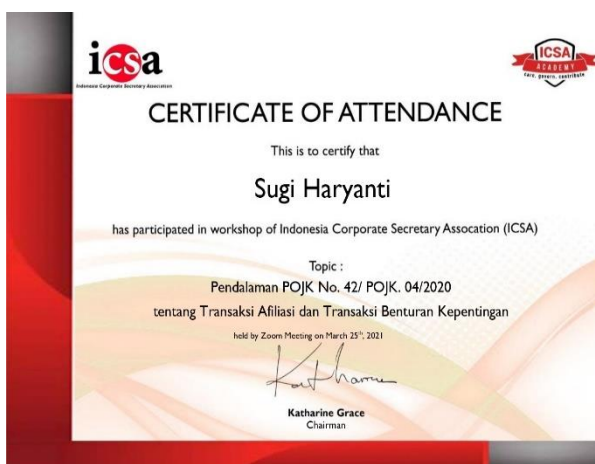 icsa
Indonesia Corporate Secretary Association
ICSA
ACADEMY
care, govern, contribute
CERTIFICATE OF ATTENDANCE
This is to certify that
Sugi Haryanti
has participated in workshop of Indonesia Corporate Secretary Assocation (ICSA)
Topic :
Pendalaman POJK No. 42/ POJK. 04/2020
tentang Transaksi Afiliasi dan Transaksi Benturan Kepentingan
held by Zoom Meeting on March 25th, 2021
Katharine Grace
Chairman